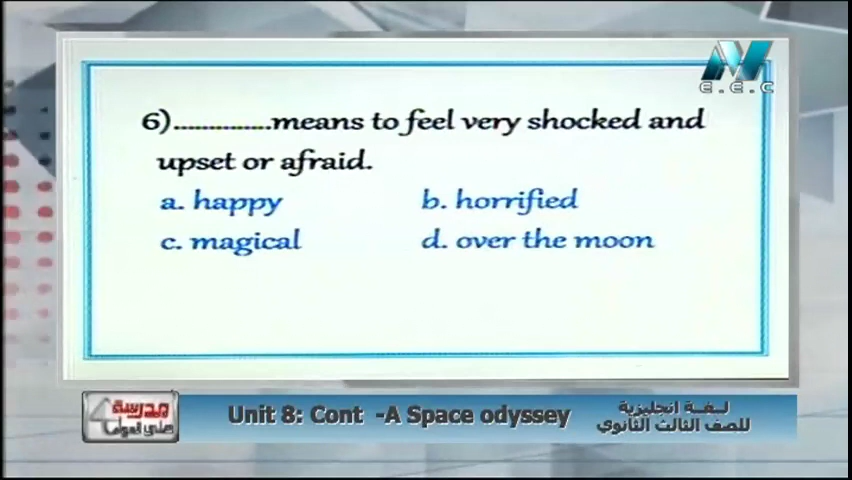 E.E.C
6)..............means to feel very shocked and
upset or afraid.
a. happy b. horrified
c. magical d. over the moon
مدرسة
على الهواء
Unit 8: Cont -A Space odyssey
لغة انجليزية
للصف الثالث الثانوي